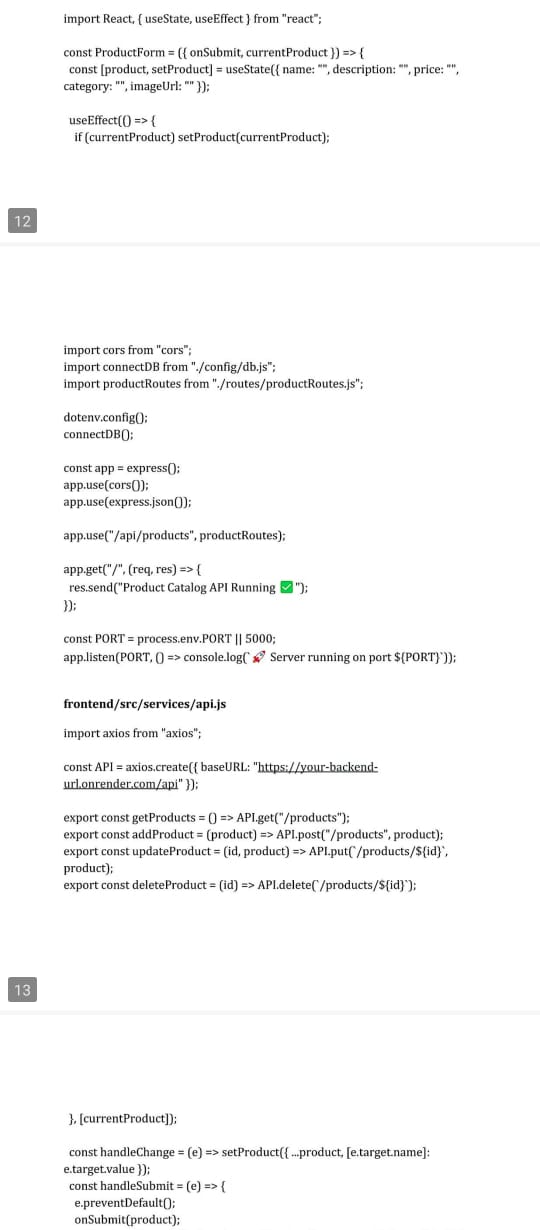 import React, { useState, useEffect } from "react";
const ProductForm = ({ onSubmit, currentProduct }) => {
const [product, setProduct] = useState({ name: "", description: "", price: "",
category: "", imageUrl: "" });
useEffect(() => {
if (currentProduct) setProduct(currentProduct);
12
import cors from "cors";
import connectDB from "./config/db.js";
import productRoutes from "./routes/productRoutes.js";
dotenv.config();
connectDB();
const app = express();
app.use(cors());
app.use(express.json());
app.use("/api/products", productRoutes);
app.get("/", (req, res) => {
res.send("Product Catalog API Running ✅");
});
const PORT = process.env.PORT || 5000;
app.listen(PORT, () => console.log(`🚀 Server running on port ${PORT}`));
frontend/src/services/api.js
import axios from "axios";
const API = axios.create({ baseURL: "https://your-backend-
url.onrender.com/api" });
export const getProducts = () => API.get("/products");
export const addProduct = (product) => API.post("/products", product);
export const updateProduct = (id, product) => API.put(`/products/${id}`,
product);
export const deleteProduct = (id) => API.delete(`/products/${id}`);
13
}, [currentProduct]);
const handleChange = (e) => setProduct({ ...product, [e.target.name]:
e.target.value });
const handleSubmit = (e) => {
e.preventDefault();
onSubmit(product);